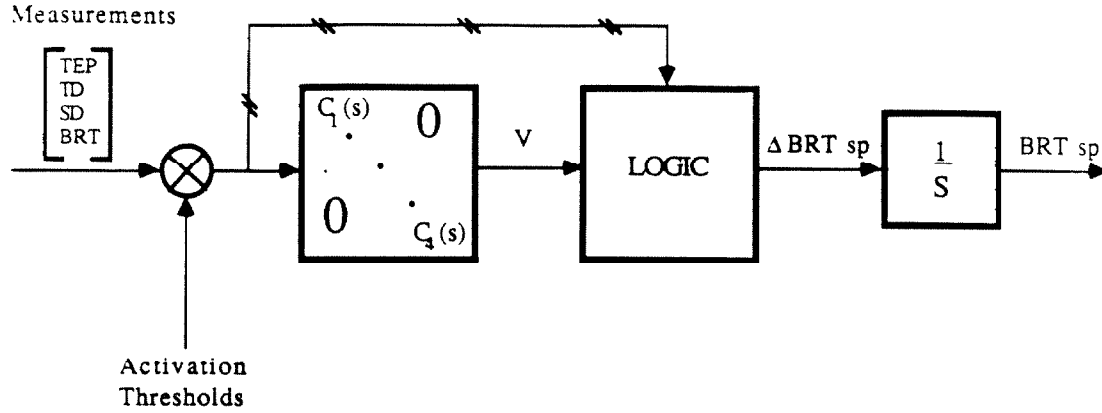 Measurements
TEP
TD
SD
BRT
C₁(s)
0
0
C₄(s)
V
LOGIC
Δ BRT sp
1
S
BRT sp
Activation
Thresholds